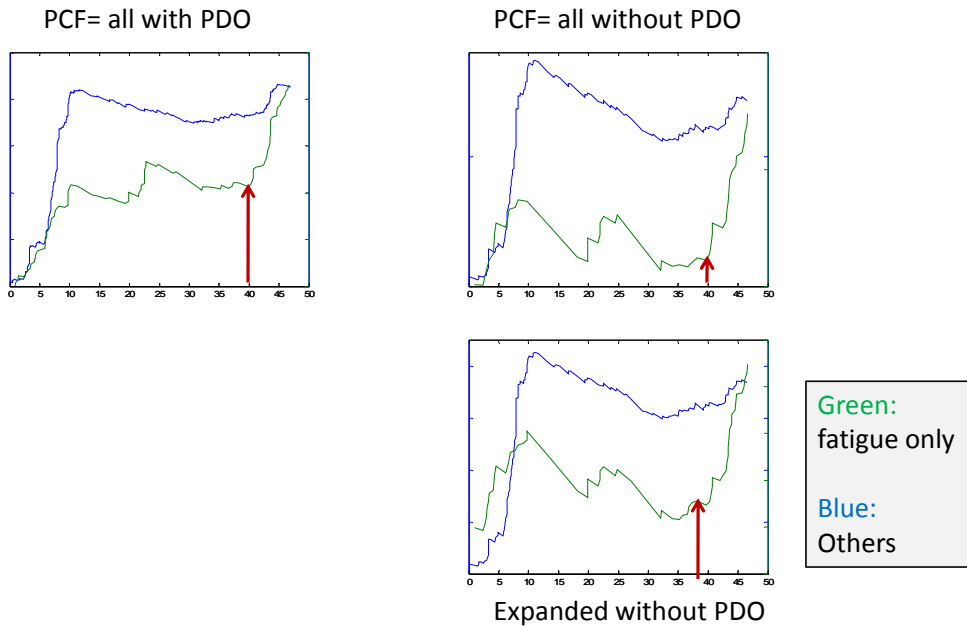 PCF= all with PDO
PCF= all without PDO
0 5 10 15 20 25 30 35 40 45 50
0 5 10 15 20 25 30 35 40 45 50
0 5 10 15 20 25 30 35 40 45 50
Green:
fatigue only
Blue:
Others
Expanded without PDO